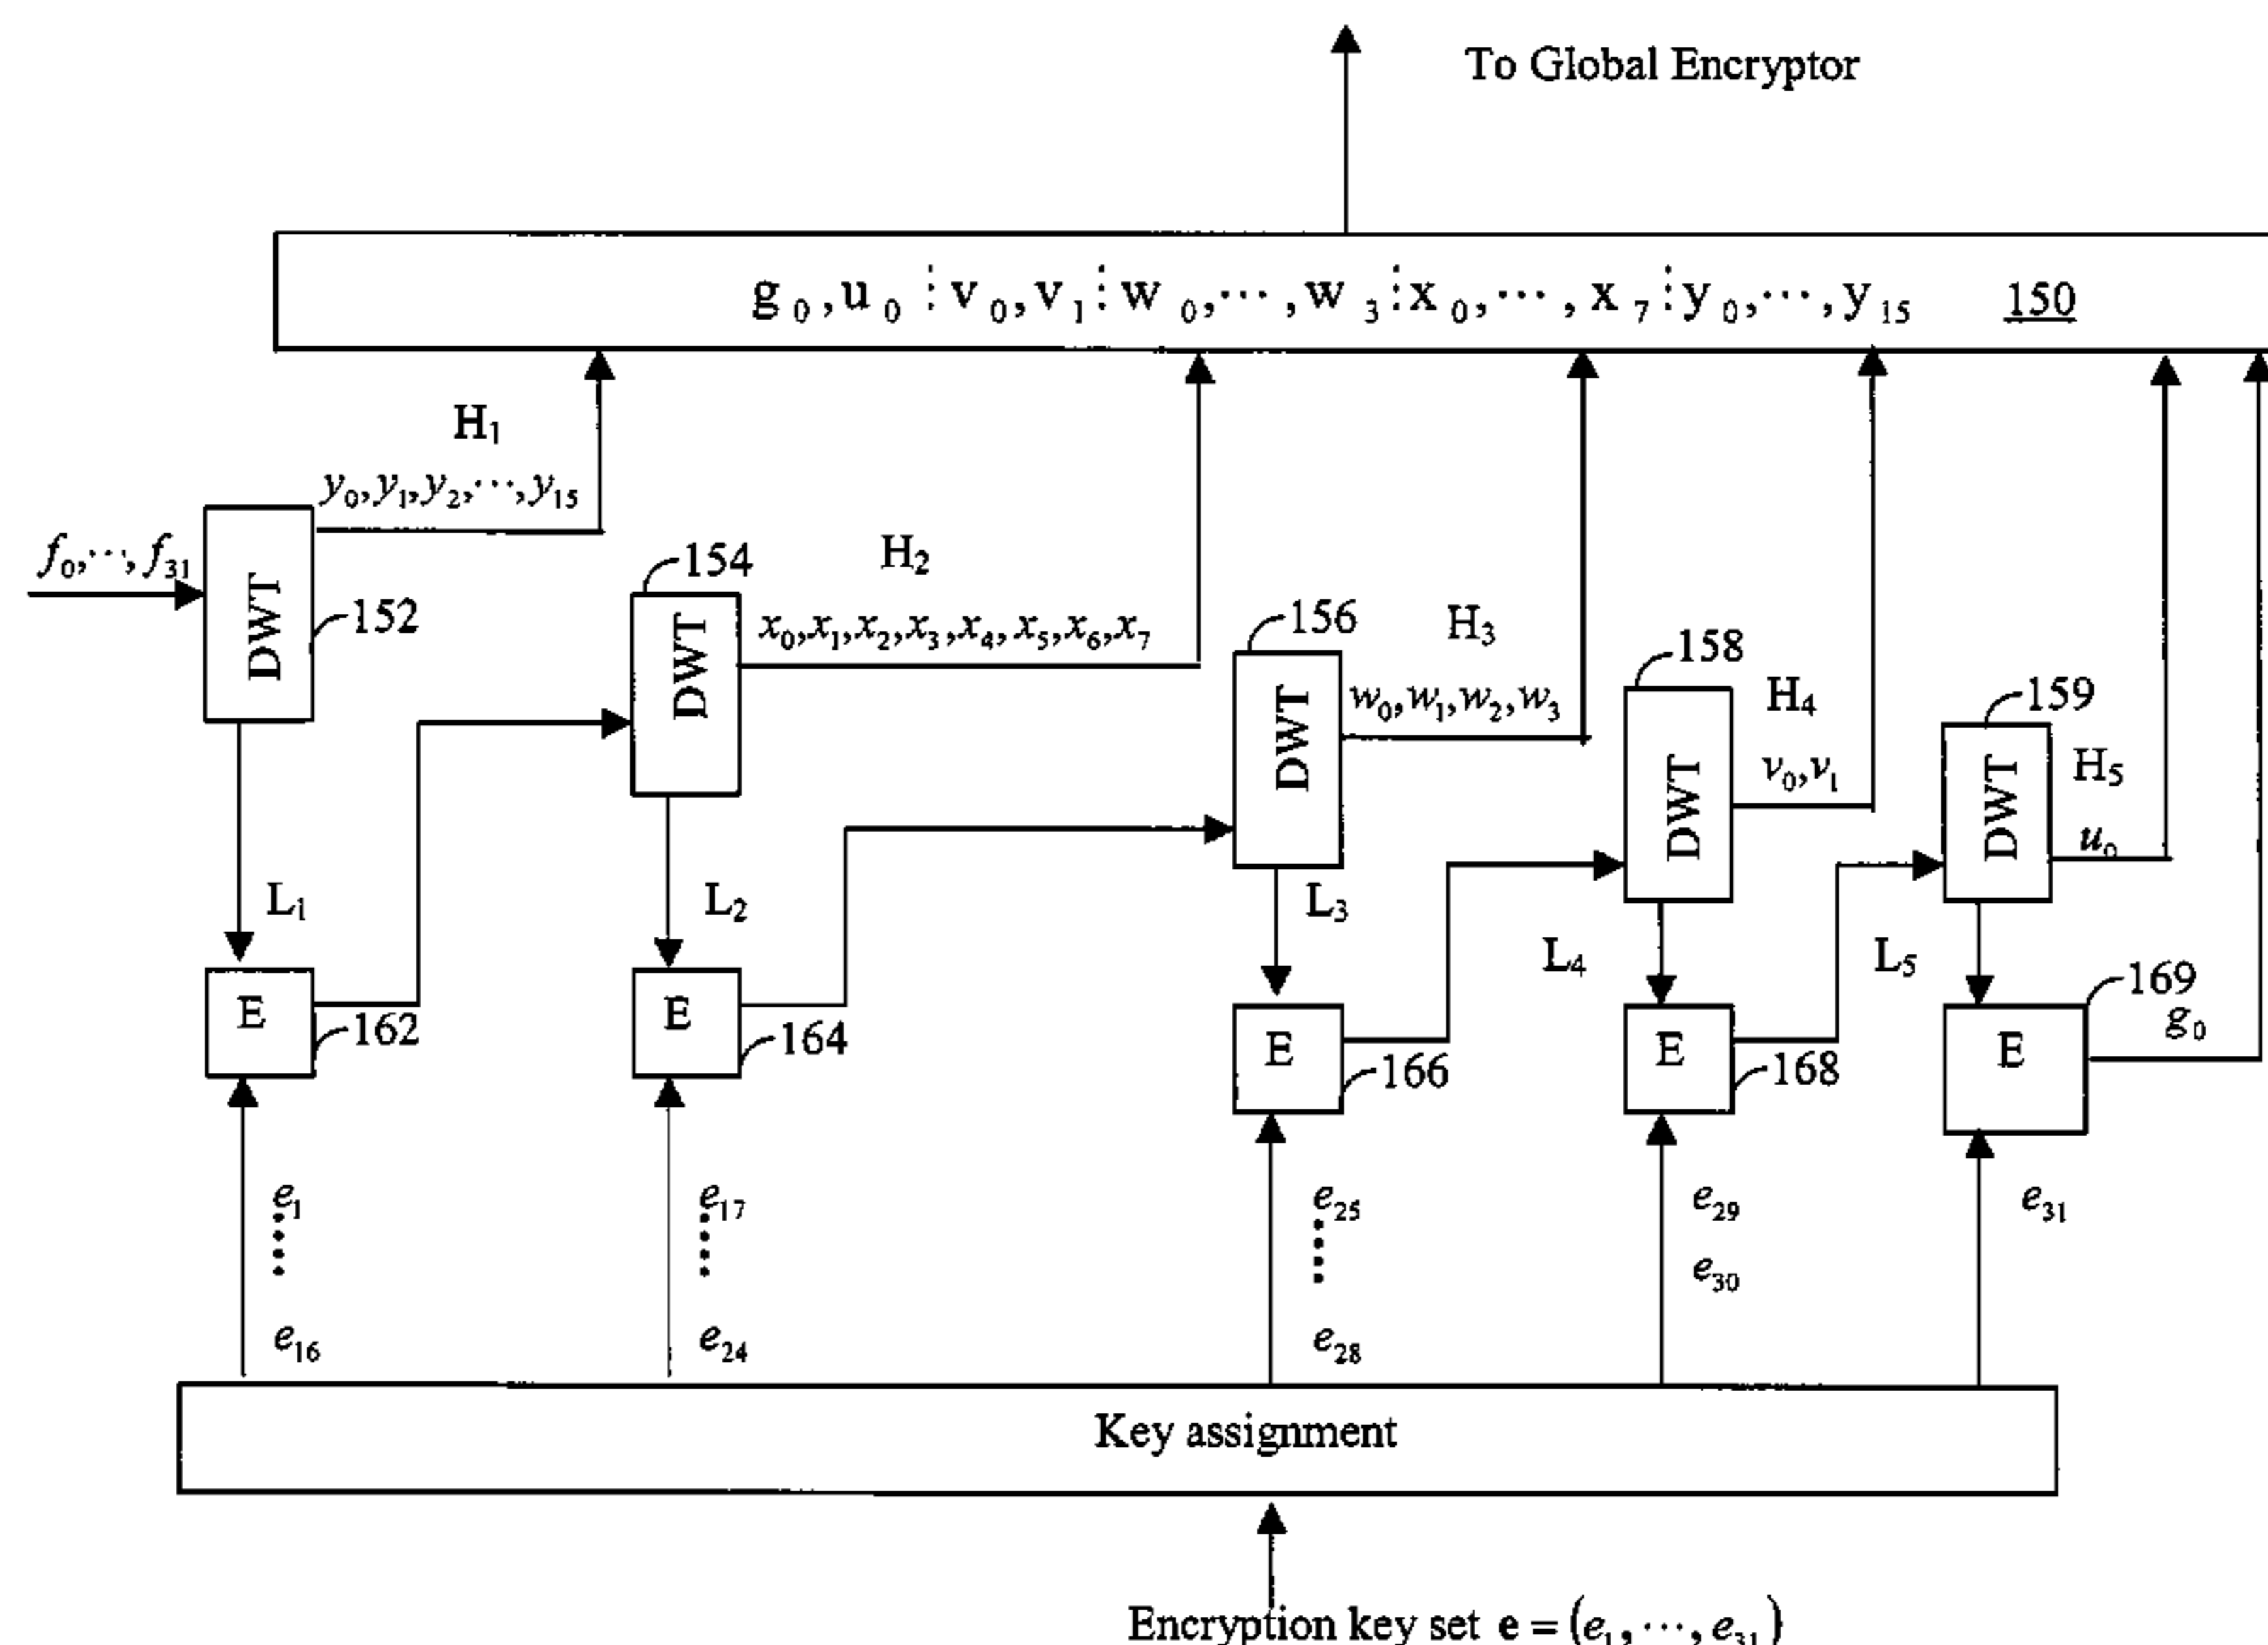 To Global Encryptor
g₀,u₀ ⋮ v₀,v₁ ⋮ w₀,⋯,w₃ ⋮ x₀,⋯,x₇ ⋮ y₀,⋯,y₁₅ 150
H₁
y₀,y₁,y₂,⋯,y₁₅
f₀,⋯,f₃₁
DWT
152
154
H₂
DWT
x₀,x₁,x₂,x₃,x₄,x₅,x₆,x₇
156
H₃
DWT
w₀,w₁,w₂,w₃
158
H₄
DWT
v₀,v₁
159
H₅
DWT
u₀
L₁
L₂
L₃
L₄
L₅
E
162
E
164
E
166
E
168
E
169
g₀
e₁
⋮
e₁₆
e₁₇
⋮
e₂₄
e₂₅
⋮
e₂₈
e₂₉
e₃₀
e₃₁
Key assignment
Encryption key set e = (e₁,⋯,e₃₁)